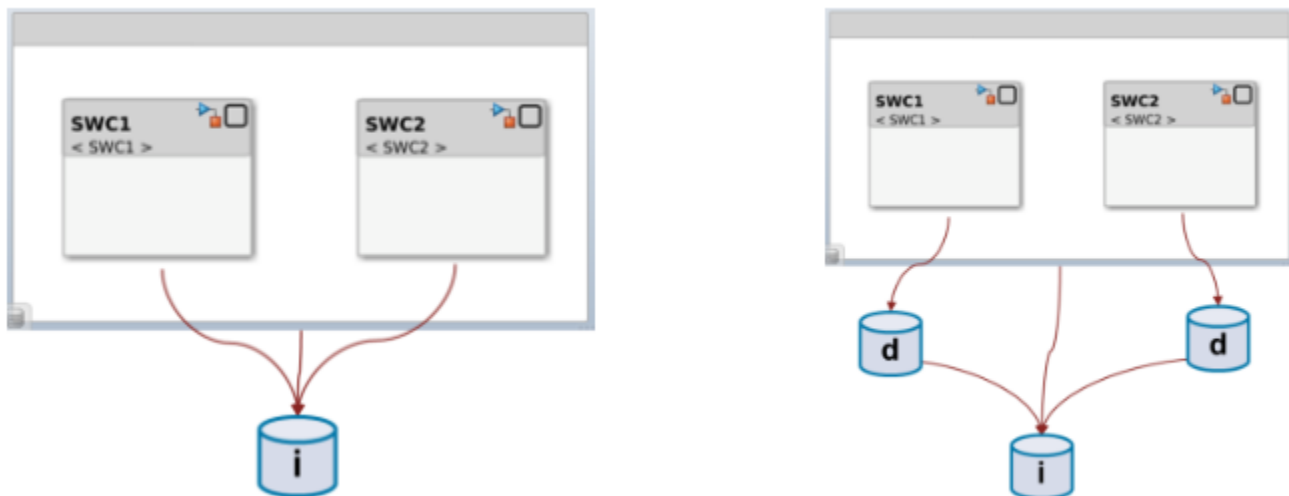 SWC1
< SWC1 >
SWC2
< SWC2 >
i
SWC1
< SWC1 >
SWC2
< SWC2 >
d
d
i